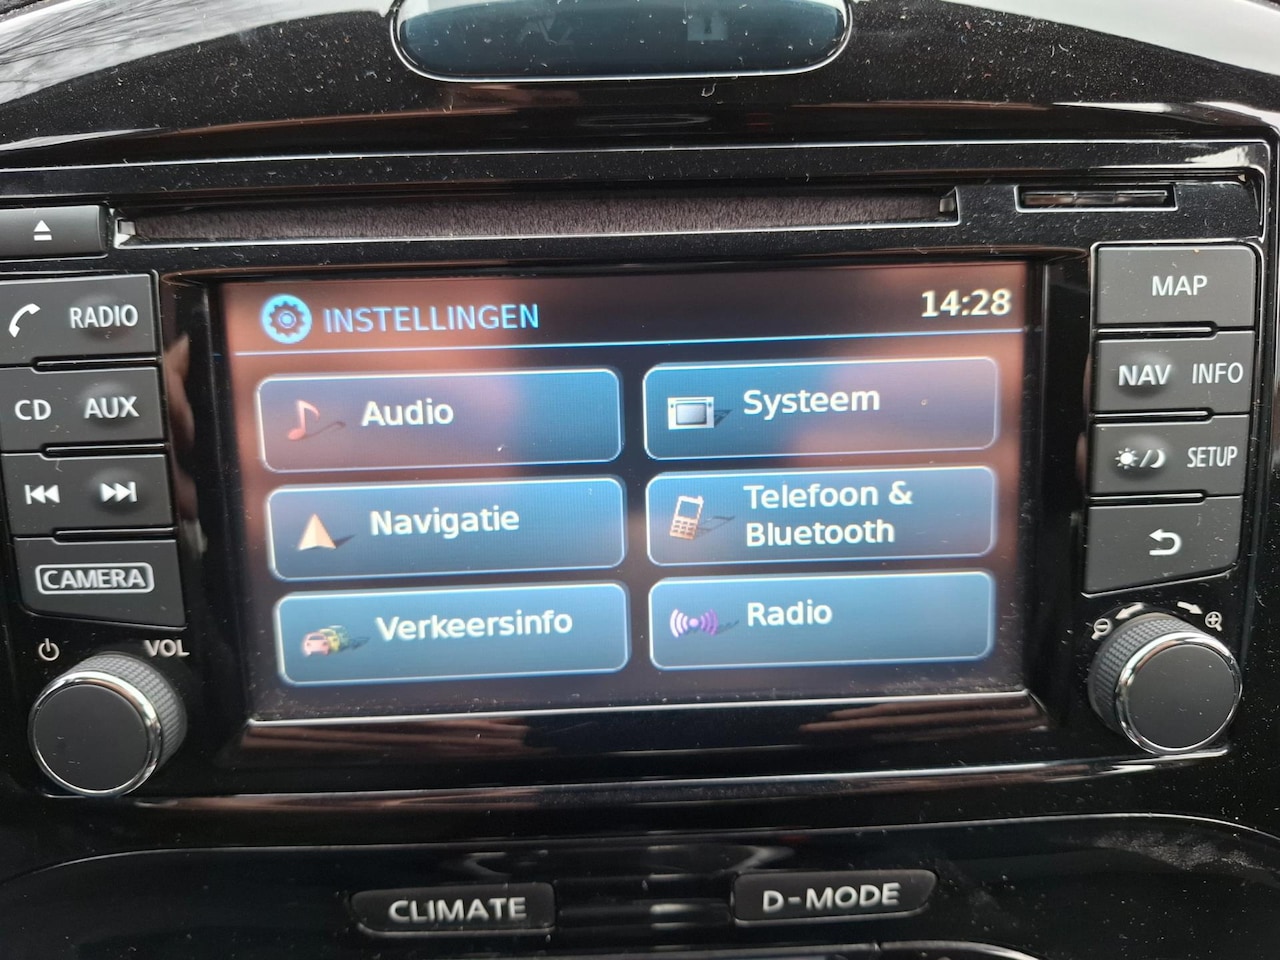 INSTELLINGEN 14:28
RADIO
MAP
Audio
Systeem
CD AUX
NAV INFO
SETUP
Navigatie
Telefoon &
Bluetooth
CAMERA
Verkeersinfo
Radio
VOL
CLIMATE
D-MODE